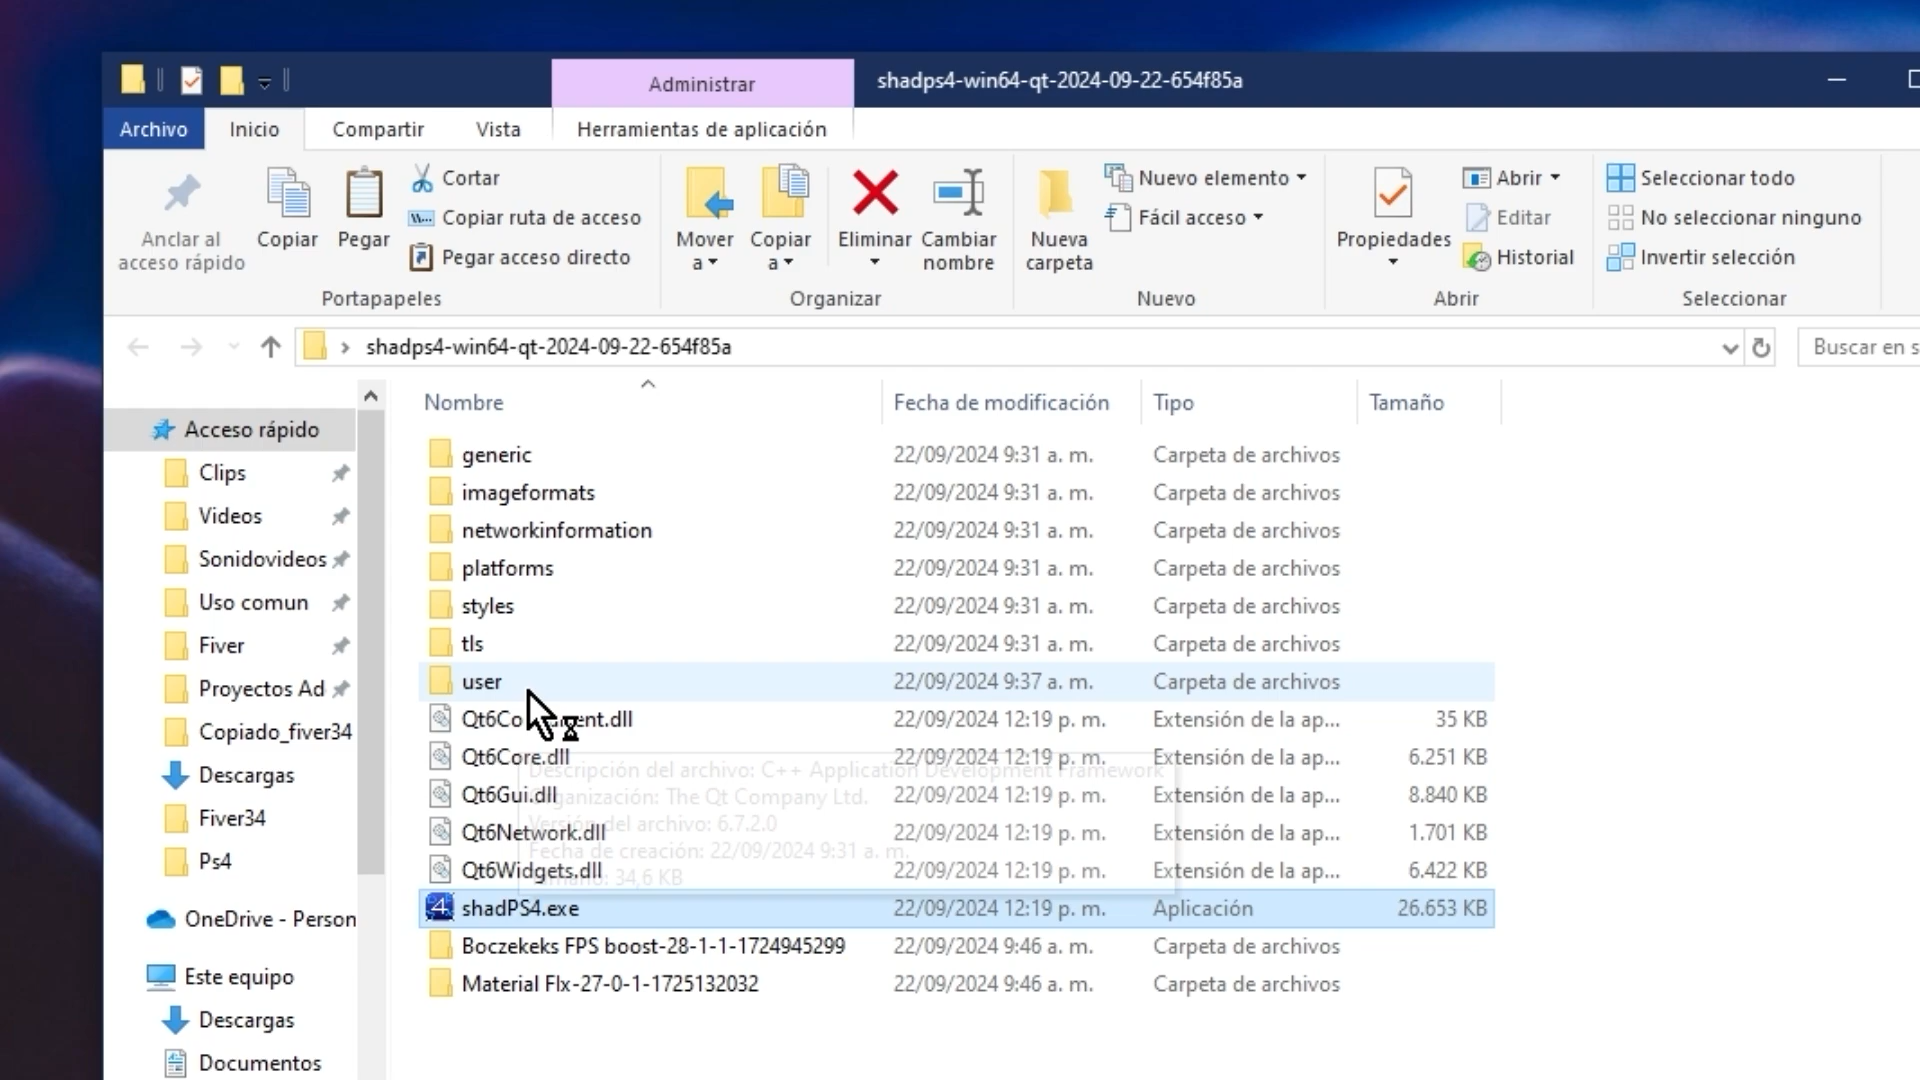 Administrar
shadps4-win64-qt-2024-09-22-654f85a
Archivo
Inicio
Compartir
Vista
Herramientas de aplicación
Anclar al
acceso rápido
Copiar
Pegar
Cortar
Copiar ruta de acceso
Pegar acceso directo
Mover
a
Copiar
a
Eliminar
Cambiar
nombre
Nueva
carpeta
Nuevo elemento
Fácil acceso
Propiedades
Abrir
Editar
Historial
Seleccionar todo
No seleccionar ninguno
Invertir selección
Portapapeles
Organizar
Nuevo
Abrir
Seleccionar
shadps4-win64-qt-2024-09-22-654f85a
Buscar en s
Nombre
Fecha de modificación
Tipo
Tamaño
Acceso rápido
Clips
Videos
Sonidovideos
Uso comun
Fiver
Proyectos Ad
Copiado_fiver34
Descargas
Fiver34
Ps4
OneDrive - Person
Este equipo
Descargas
Documentos
generic 22/09/2024 9:31 a. m. Carpeta de archivos
imageformats 22/09/2024 9:31 a. m. Carpeta de archivos
networkinformation 22/09/2024 9:31 a. m. Carpeta de archivos
platforms 22/09/2024 9:31 a. m. Carpeta de archivos
styles 22/09/2024 9:31 a. m. Carpeta de archivos
tls 22/09/2024 9:31 a. m. Carpeta de archivos
user 22/09/2024 9:37 a. m. Carpeta de archivos
22/09/2024 12:19 p. m. Extensión de la ap... 35 KB
Qt6Core.dll 22/09/2024 12:19 p. m. Extensión de la ap... 6.251 KB
Qt6Gui.dll 22/09/2024 12:19 p. m. Extensión de la ap... 8.840 KB
Qt6Network.dll 22/09/2024 12:19 p. m. Extensión de la ap... 1.701 KB
Qt6Widgets.dll 22/09/2024 12:19 p. m. Extensión de la ap... 6.422 KB
shadPS4.exe 22/09/2024 12:19 p. m. Aplicación 26.653 KB
Boczekeks FPS boost-28-1-1-1724945299 22/09/2024 9:46 a. m. Carpeta de archivos
Material FIx-27-0-1-1725132032 22/09/2024 9:46 a. m. Carpeta de archivos
Descripción del archivo: C++ Application Development Framework
Organización: The Qt Company Ltd.
Versión del archivo: 6.7.2.0
Fecha de creación: 22/09/2024 9:31 a. m.
34,6 KB